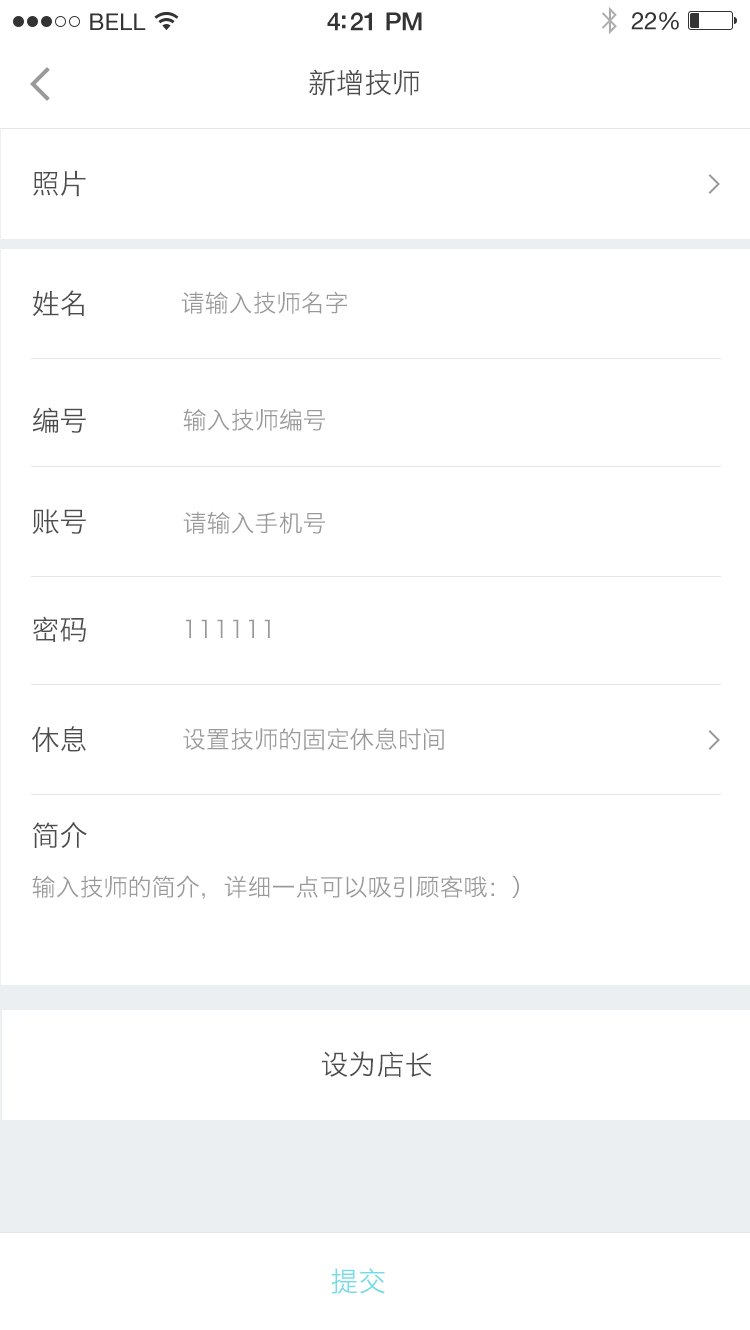 BELL 4:21 PM 22%
新增技师
照片
姓名 请输入技师名字
编号 输入技师编号
账号 请输入手机号
密码 111111
休息 设置技师的固定休息时间
简介
输入技师的简介，详细一点可以吸引顾客哦：）
设为店长
提交